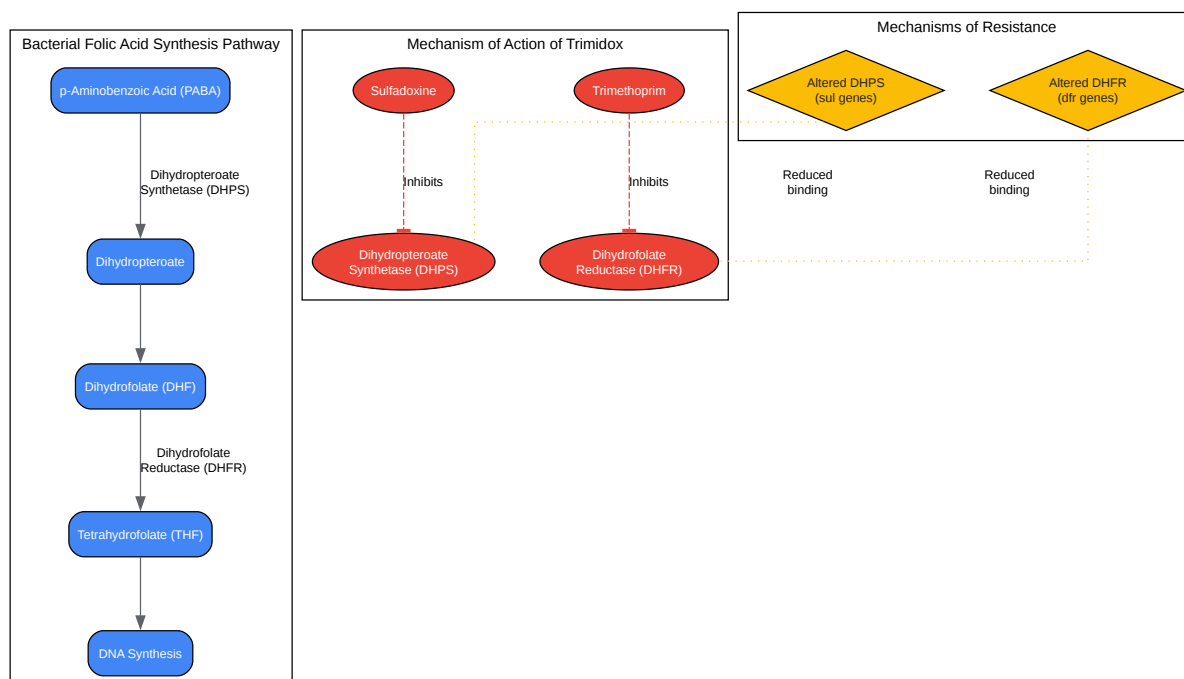 Bacterial Folic Acid Synthesis Pathway
p-Aminobenzoic Acid (PABA)
Dihydropteroate
Synthetase (DHPS)
Dihydropteroate
Dihydrofolate (DHF)
Dihydrofolate
Reductase (DHFR)
Tetrahydrofolate (THF)
DNA Synthesis
Mechanism of Action of Trimidox
Sulfadoxine
Trimethoprim
Inhibits
Inhibits
Dihydropteroate
Synthetase (DHPS)
Dihydrofolate
Reductase (DHFR)
Mechanisms of Resistance
Altered DHPS
(sul genes)
Altered DHFR
(dfr genes)
Reduced
binding
Reduced
binding